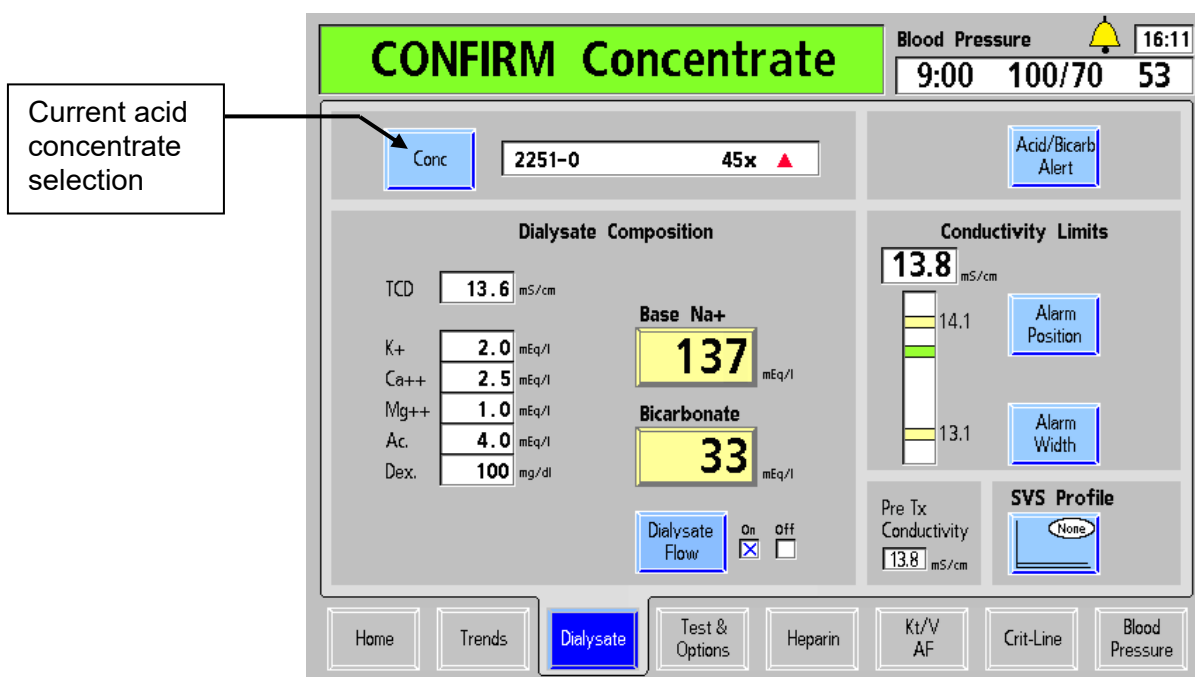 CONFIRM Concentrate
Blood Pressure
16:11
9:00 100/70 53
Current acid
concentrate
selection
Conc
2251-0 45x
Acid/Bicarb
Alert
Dialysate Composition
TCD 13.6 mS/cm
K+ 2.0 mEq/l
Ca++ 2.5 mEq/l
Mg++ 1.0 mEq/l
Ac. 4.0 mEq/l
Dex. 100 mg/dl
Base Na+
137 mEq/l
Bicarbonate
33 mEq/l
Dialysate
Flow
On Off
Conductivity Limits
13.8 mS/cm
14.1
13.1
Alarm
Position
Alarm
Width
Pre Tx
Conductivity
13.8 mS/cm
SVS Profile
None
Home
Trends
Dialysate
Test &
Options
Heparin
Kt/V
AF
Crit-Line
Blood
Pressure